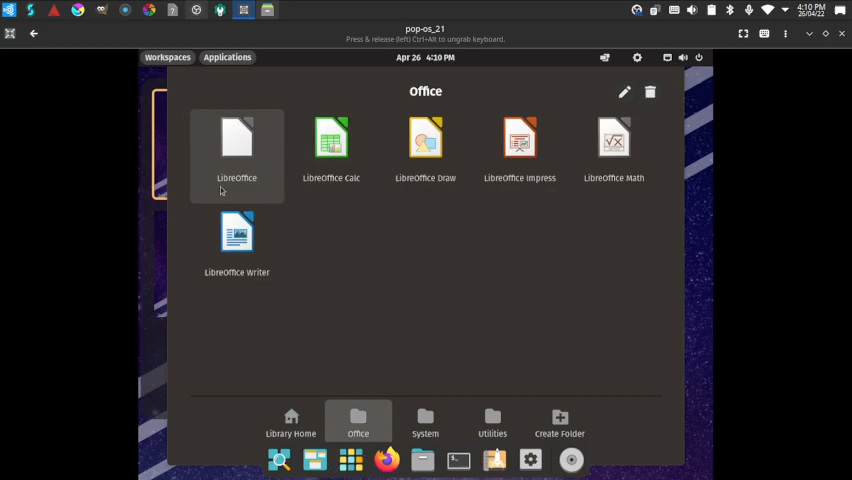 4:10 PM
26/04/22
pop-os_21
Press & release (left) Ctrl+Alt to ungrab keyboard.
Workspaces Applications Apr 26 4:10 PM
Office
LibreOffice LibreOffice Calc LibreOffice Draw LibreOffice Impress LibreOffice Math
LibreOffice Writer
Library Home Office System Utilities Create Folder